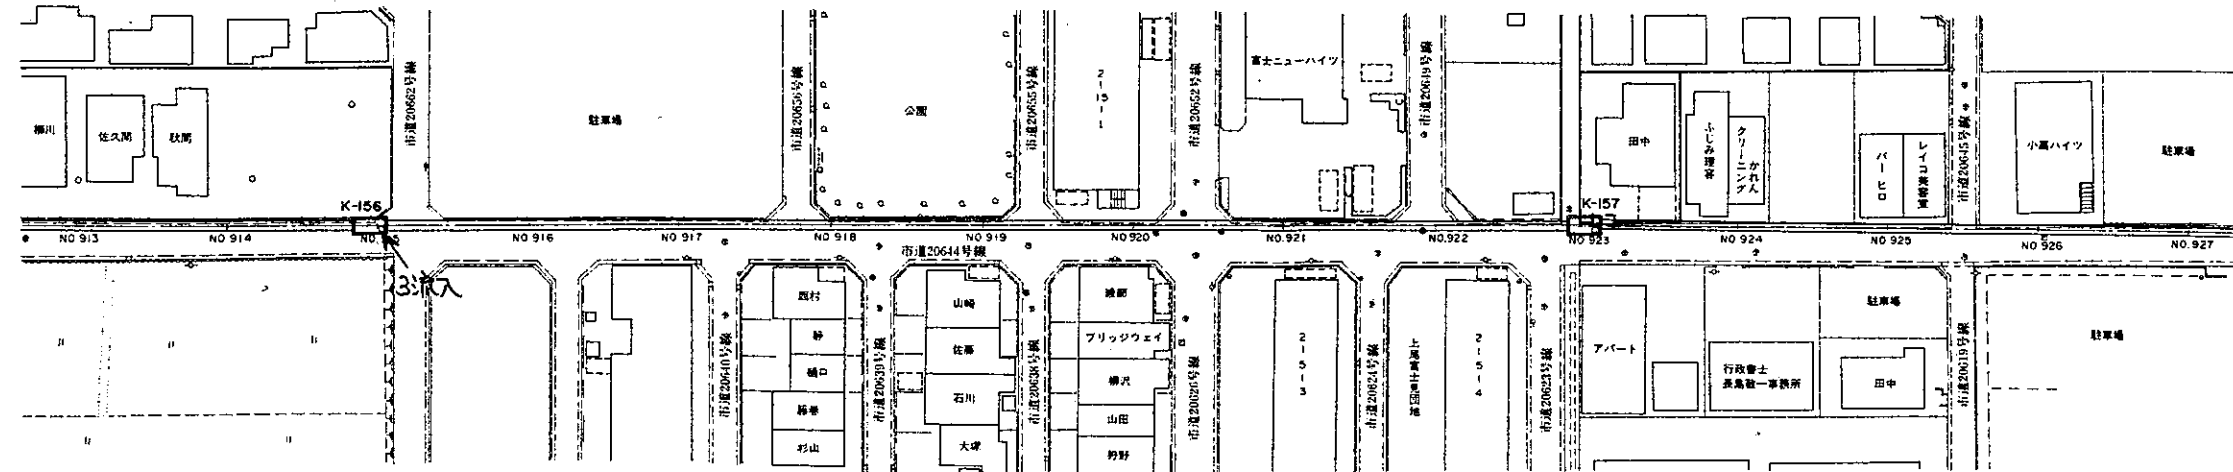 市道20662号線
駐車場
市道20656号線
公園
市道20655号線
2-15-1
市道20652号線
富士ニューハイツ
市道20649号線
田中
ふじみ理容
クリーニング
かれん
バーヒロ
レイコ美容室
市道20645号線
小高ハイツ
駐車場
柳川
佐久間
秋間
K-156
K-157
NO 913
NO 914
NO 916
NO 917
NO 918
NO 919
NO 920
NO 921
NO 922
NO 923
NO 924
NO 925
NO 926
NO 927
市道20644号線
流入
西村
樋口
藤巻
杉山
市道20640号線
市道20639号線
山崎
佐藤
石川
大塚
市道20638号線
ブリッジウェイ
柳沢
山田
狩野
市道20626号線
2-5-3
市道20624号線
上尾富士見団地
2-5-4
市道20623号線
アパート
行政書士
長島敬一事務所
駐車場
田中
市道20619号線
駐車場